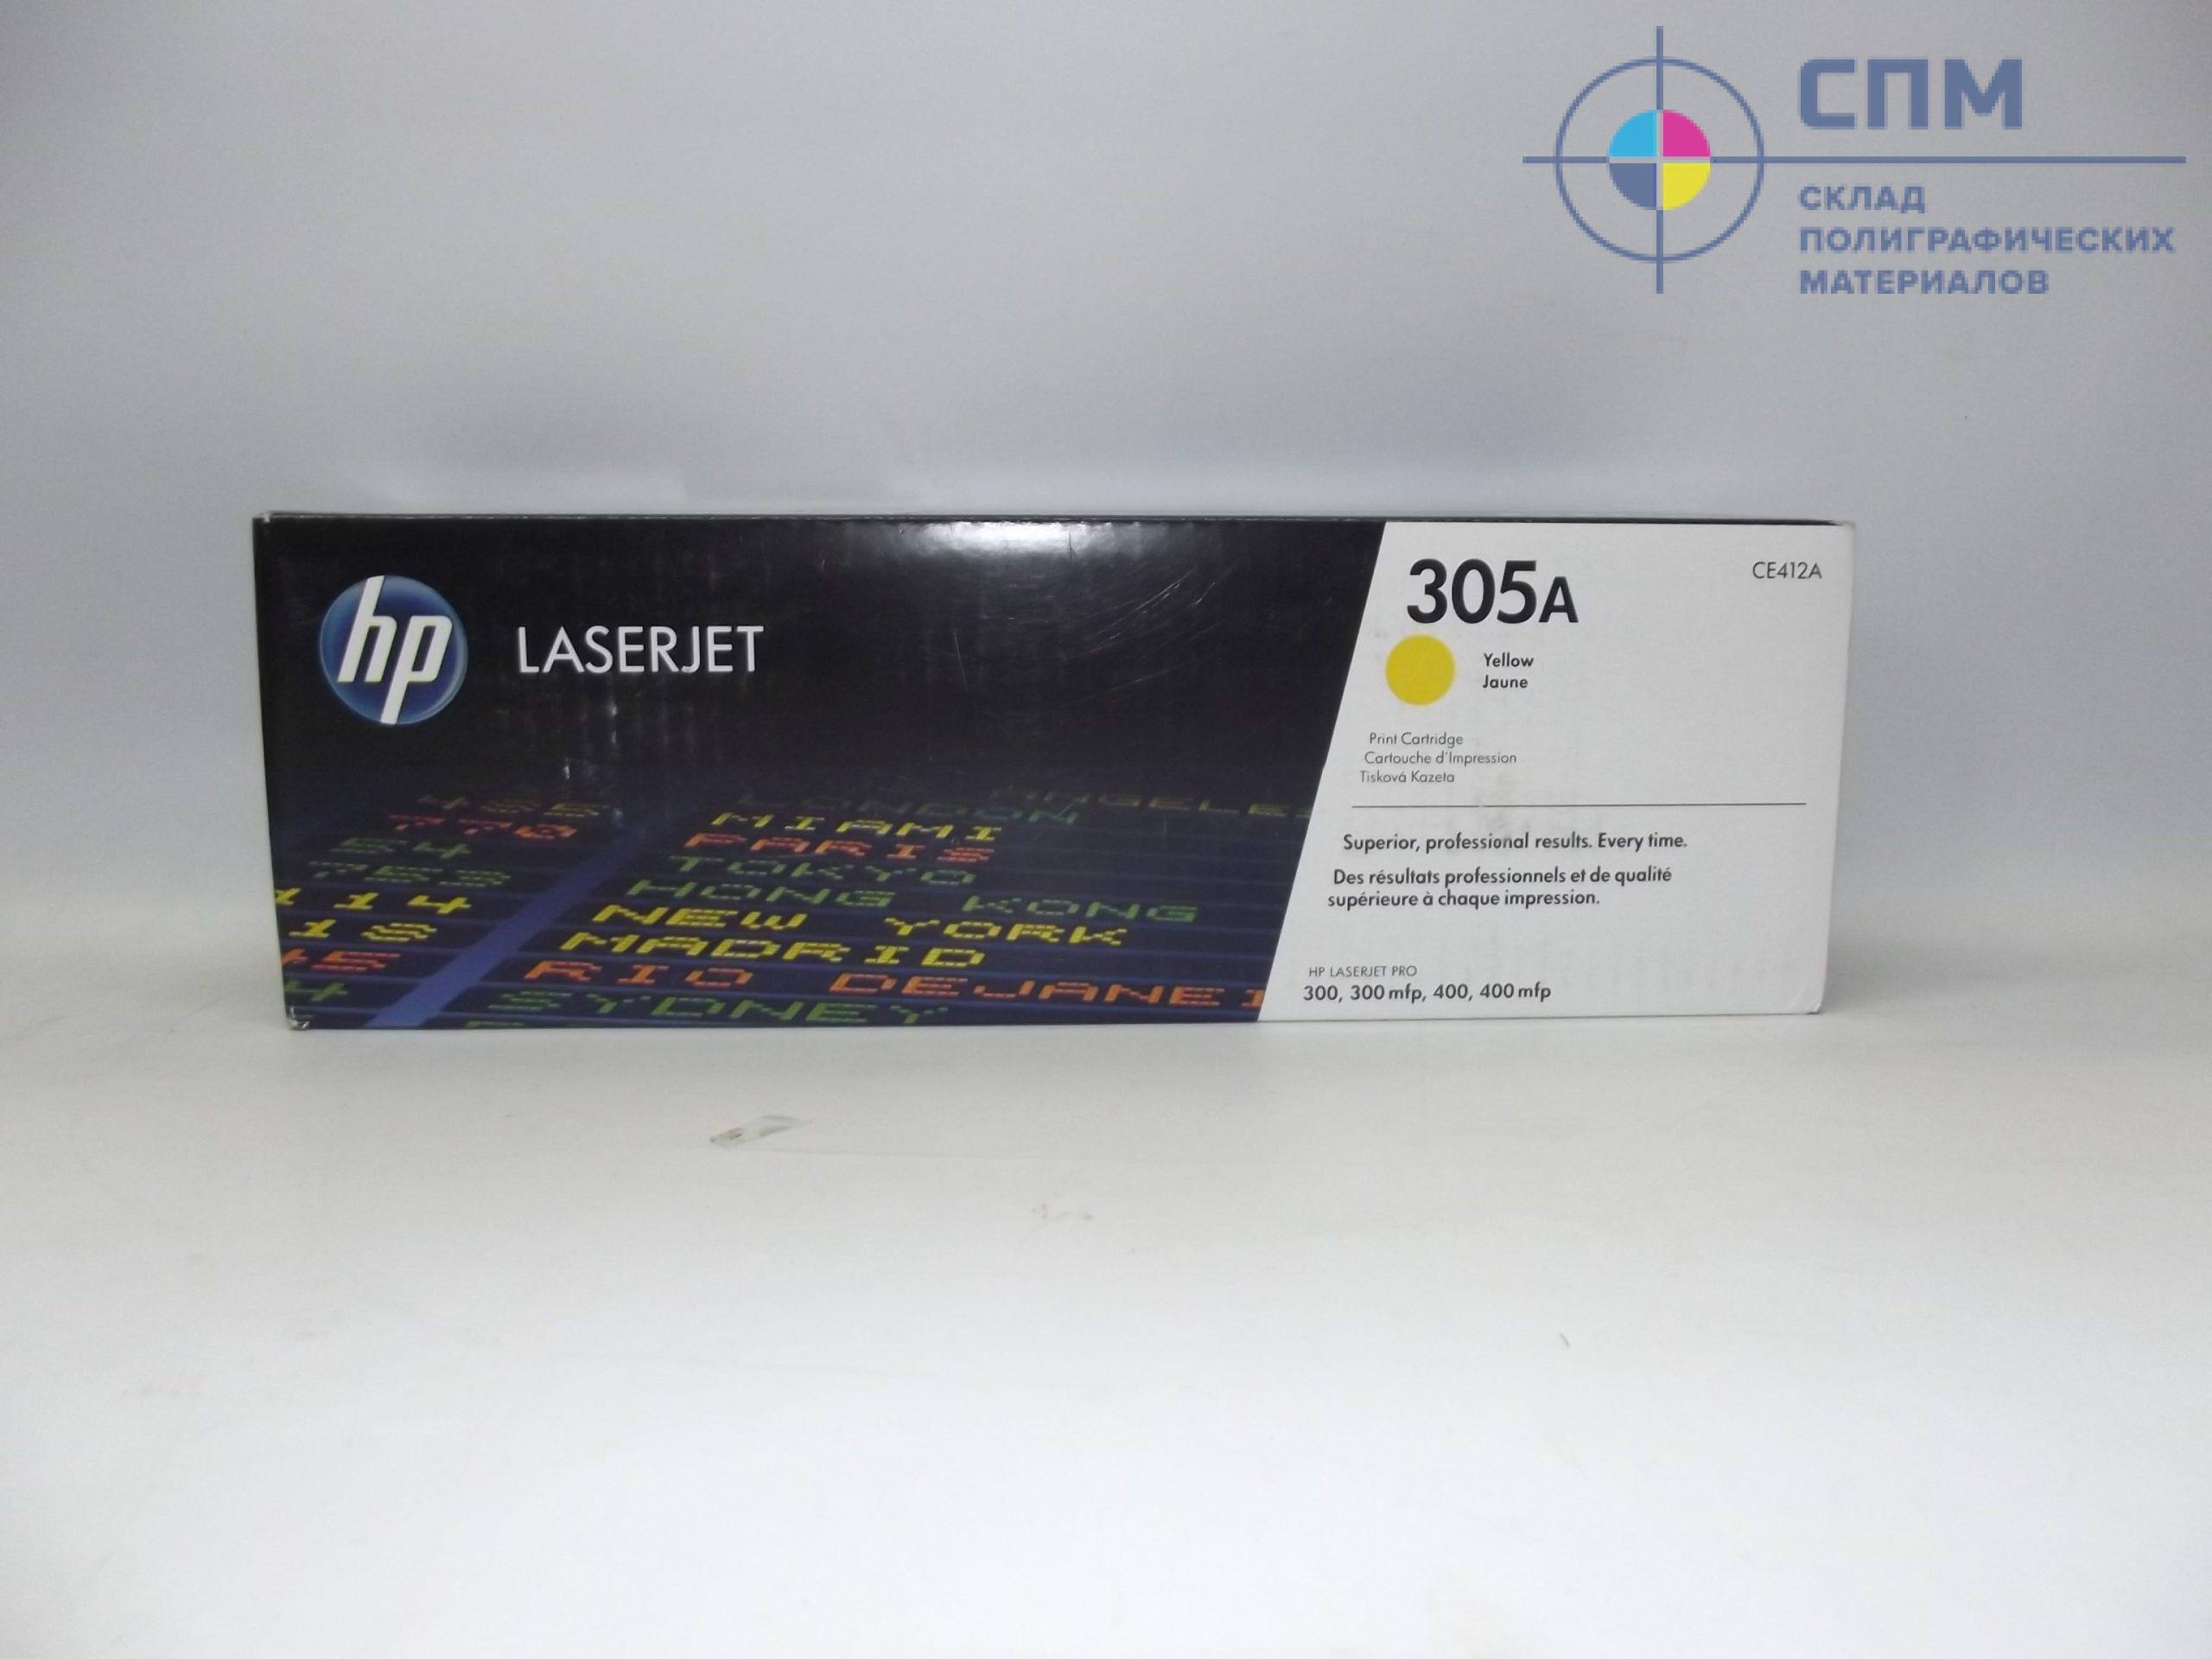 СПМ
СКЛАД
ПОЛИГРАФИЧЕСКИХ
МАТЕРИАЛОВ
hp
LASERJET
305A
CE412A
Yellow
Jaune
Print Cartridge
Cartouche d'Impression
Tisková Kazeta
Superior, professional results. Every time.
Des résultats professionnels et de qualité
supérieure à chaque impression.
HP LASERJET PRO
300, 300 mfp, 400, 400 mfp
LONDON
MIAMI
PARIS
TOKYO
HONG KONG
114 NEW YORK
MADRID
RIO DEJANEI
SYDNEY